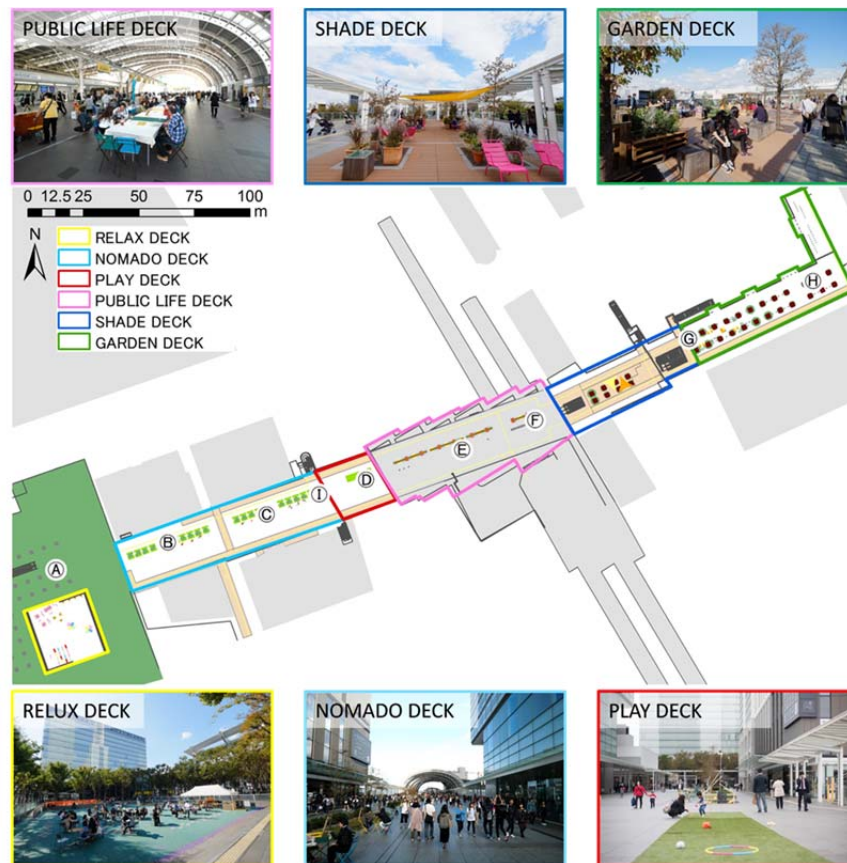 PUBLIC LIFE DECK
SHADE DECK
GARDEN DECK
0 12.5 25 50 75 100
m
N
RELAX DECK
NOMADO DECK
PLAY DECK
PUBLIC LIFE DECK
SHADE DECK
GARDEN DECK
H
G
F
E
I
D
C
B
A
RELUX DECK
NOMADO DECK
PLAY DECK